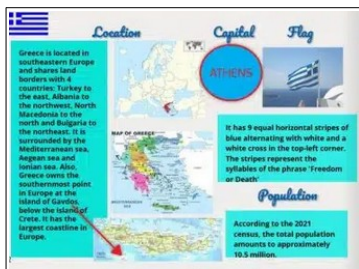 Location
Capital
Flag
Greece is located in
southeastern Europe
and shares land
borders with 4
countries: Turkey to
the east, Albania to
the northwest, North
Macedonia to the
north and Bulgaria to
the northeast. It is
surrounded by the
Mediterranean sea,
Aegean sea and
Ionian sea. Also,
Greece owns the
southernmost point
in Europe at the
island of Gavdos,
below the island of
Crete. It has the
largest coastline in
Europe.
ATHENS
MAP OF GREECE
It has 9 equal horizontal stripes of
blue alternating with white and a
white cross in the top-left corner.
The stripes represent the
syllables of the phrase 'Freedom
or Death'
Population
According to the 2021
census, the total population
amounts to approximately
10.5 million.